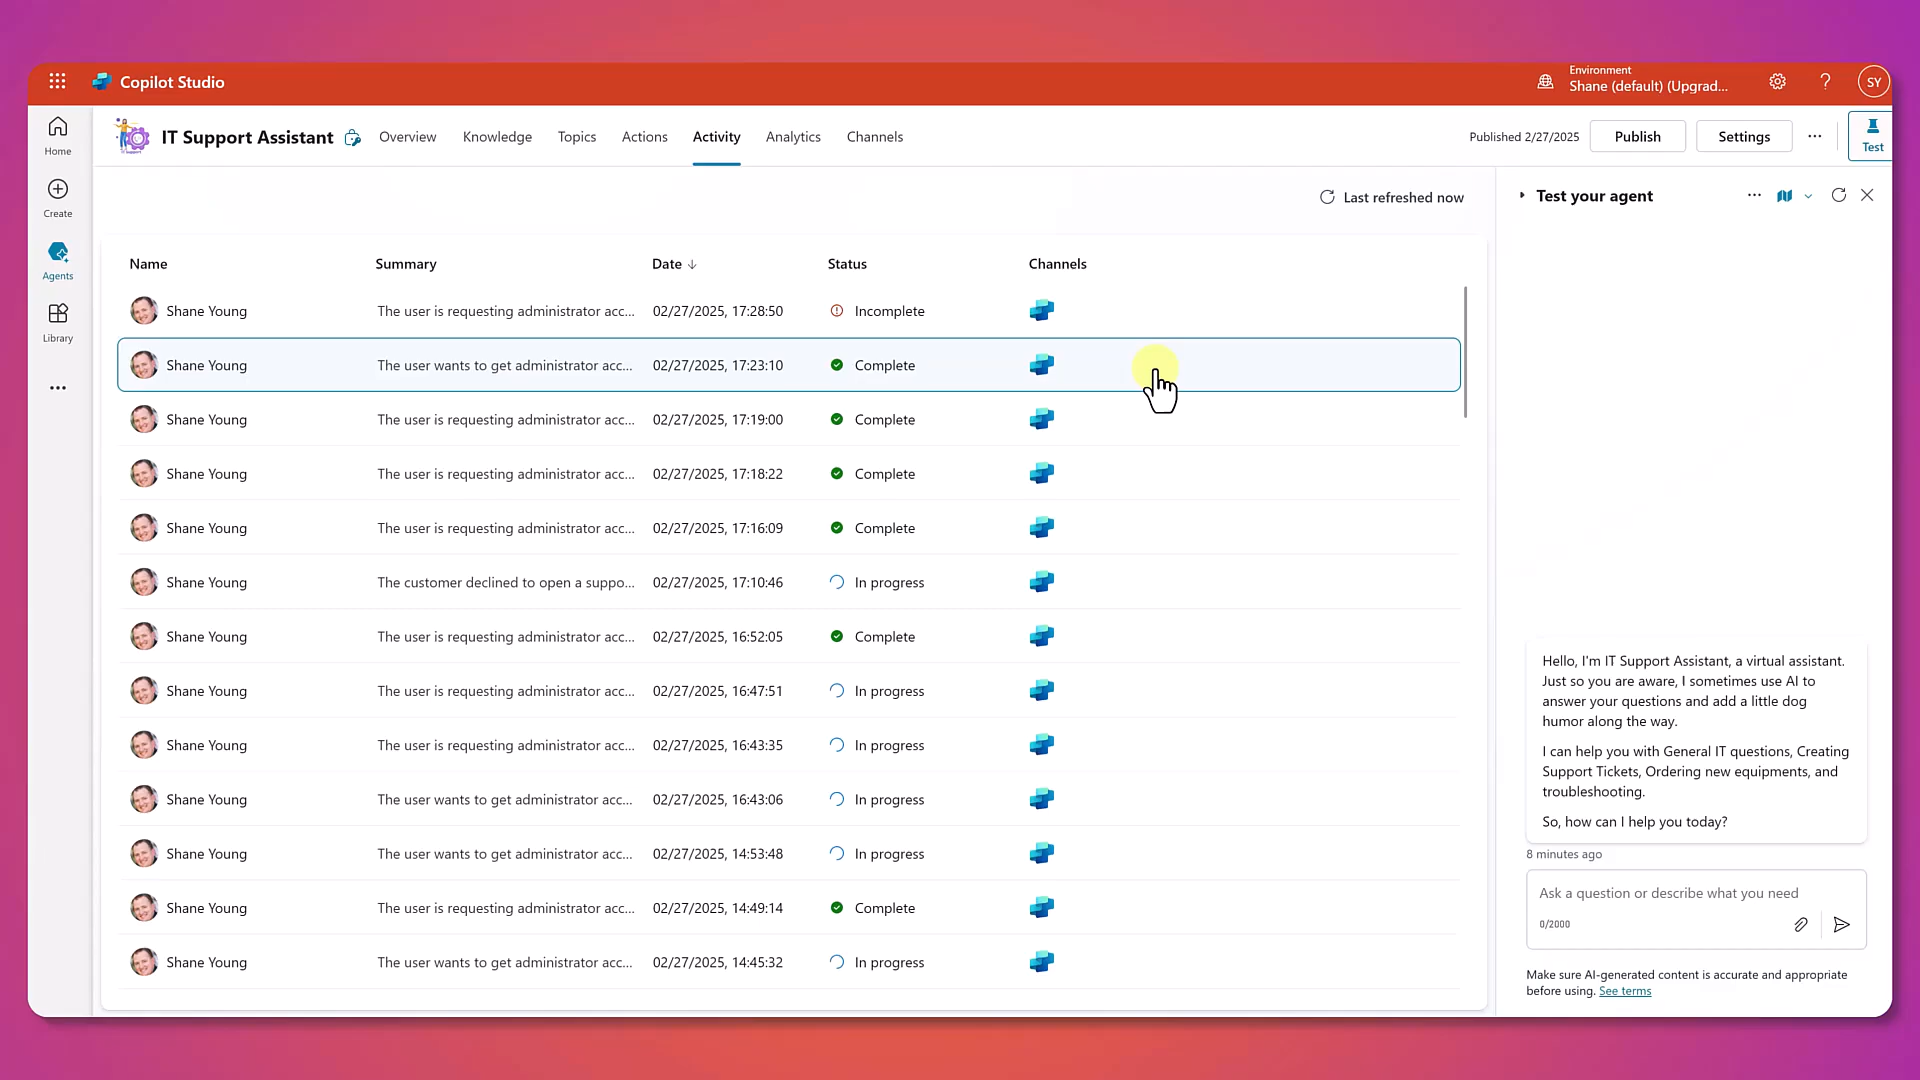 Copilot Studio
Environment
Shane (default) (Upgrad...
?
SY
Home
Create
Agents
Library
IT Support Assistant
Overview
Knowledge
Topics
Actions
Activity
Analytics
Channels
Published 2/27/2025
Publish
Settings
Test
Last refreshed now
Name Summary Date ↓ Status Channels
Shane Young The user is requesting administrator acc... 02/27/2025, 17:28:50 Incomplete
Shane Young The user wants to get administrator acc... 02/27/2025, 17:23:10 Complete
Shane Young The user is requesting administrator acc... 02/27/2025, 17:19:00 Complete
Shane Young The user is requesting administrator acc... 02/27/2025, 17:18:22 Complete
Shane Young The user is requesting administrator acc... 02/27/2025, 17:16:09 Complete
Shane Young The customer declined to open a suppo... 02/27/2025, 17:10:46 In progress
Shane Young The user is requesting administrator acc... 02/27/2025, 16:52:05 Complete
Shane Young The user is requesting administrator acc... 02/27/2025, 16:47:51 In progress
Shane Young The user is requesting administrator acc... 02/27/2025, 16:43:35 In progress
Shane Young The user wants to get administrator acc... 02/27/2025, 16:43:06 In progress
Shane Young The user wants to get administrator acc... 02/27/2025, 14:53:48 In progress
Shane Young The user is requesting administrator acc... 02/27/2025, 14:49:14 Complete
Shane Young The user wants to get administrator acc... 02/27/2025, 14:45:32 In progress
Test your agent
Hello, I'm IT Support Assistant, a virtual assistant.
Just so you are aware, I sometimes use AI to
answer your questions and add a little dog
humor along the way.
I can help you with General IT questions, Creating
Support Tickets, Ordering new equipments, and
troubleshooting.
So, how can I help you today?
8 minutes ago
Ask a question or describe what you need
0/2000
Make sure AI-generated content is accurate and appropriate
before using. See terms